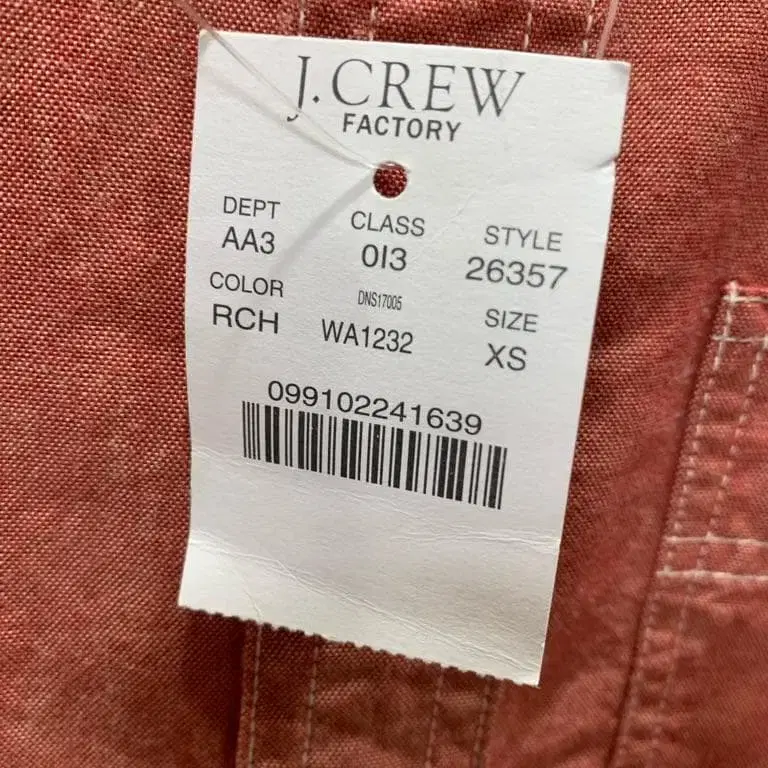 J.CREW
FACTORY
DEPT CLASS STYLE
AA3 013 26357
COLOR DNS17005 SIZE
RCH WA1232 XS
099102241639